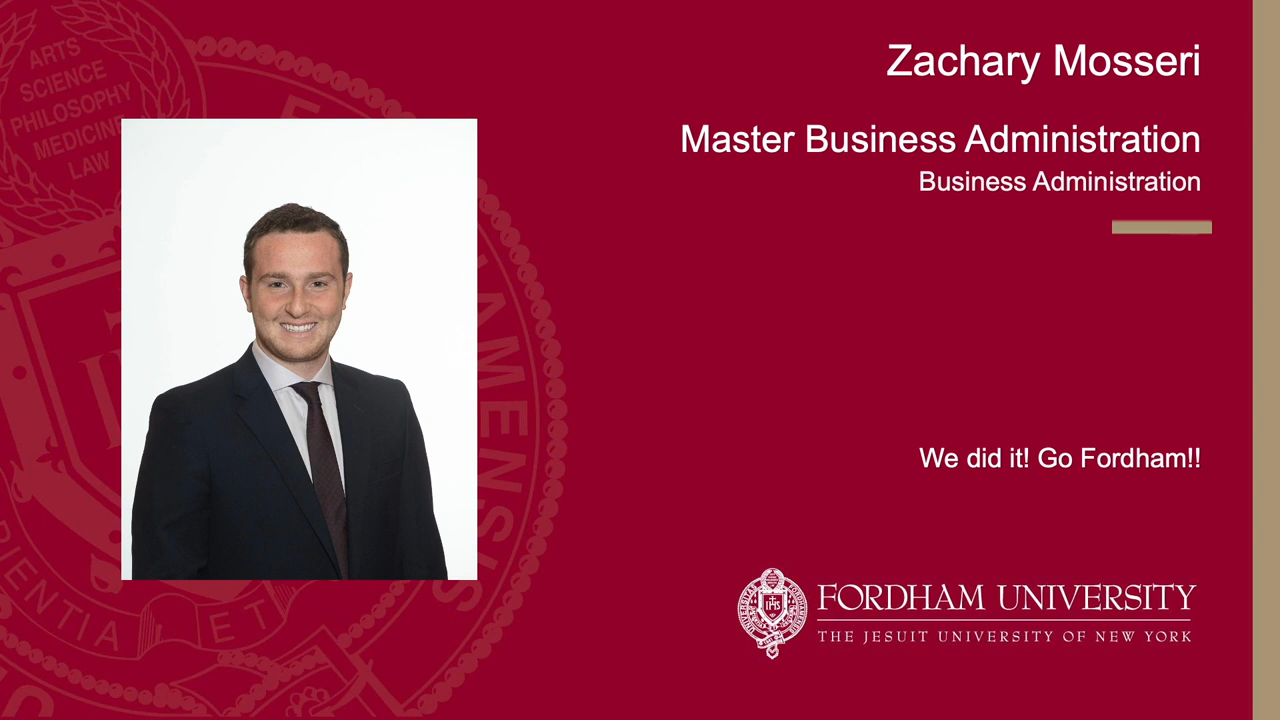 Zachary Mosseri
Master Business Administration
Business Administration
We did it! Go Fordham!!
FORDHAM UNIVERSITY
THE JESUIT UNIVERSITY OF NEW YORK
ARTS
SCIENCE
PHILOSOPHY
MEDICINE
LAW